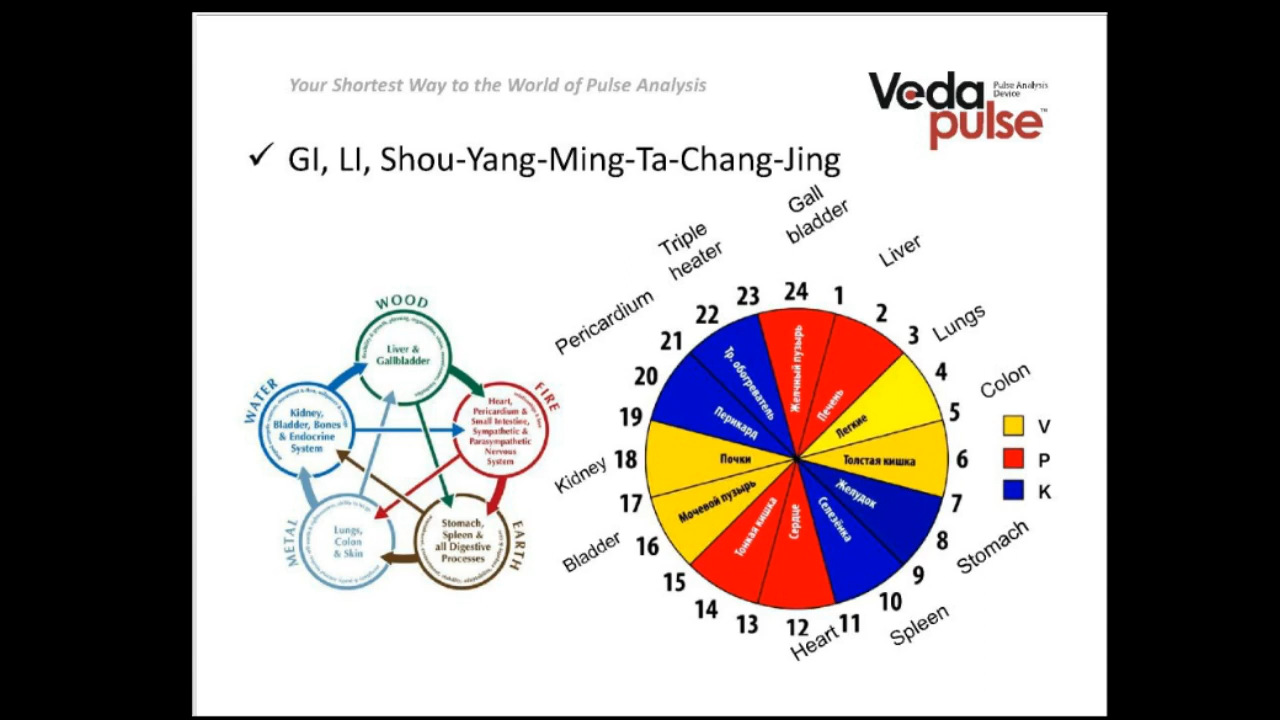 Your Shortest Way to the World of Pulse Analysis
Veda
pulse™
Pulse Analysis
Device
✓ GI, LI, Shou-Yang-Ming-Ta-Chang-Jing
WOOD
Liver &
Gallbladder
FIRE
Heart,
Pericardium &
Small Intestine,
Sympathetic &
Parasympathetic
Nervous
System
EARTH
Stomach,
Spleen &
all Digestive
Processes
METAL
Lungs,
Colon
& Skin
WATER
Kidney,
Bladder, Bones
& Endocrine
System
Gall
bladder
Liver
Lungs
Colon
Stomach
Spleen
Heart
Bladder
Kidney
Pericardium
Triple
heater
24
1
2
3
4
5
6
7
8
9
10
11
12
13
14
15
16
17
18
19
20
21
22
23
Желчный пузырь
Печень
Легкие
Толстая кишка
Желудок
Селезёнка
Сердце
Тонкая кишка
Мочевой пузырь
Почки
Перикард
Тр. обогреватель
V
P
K